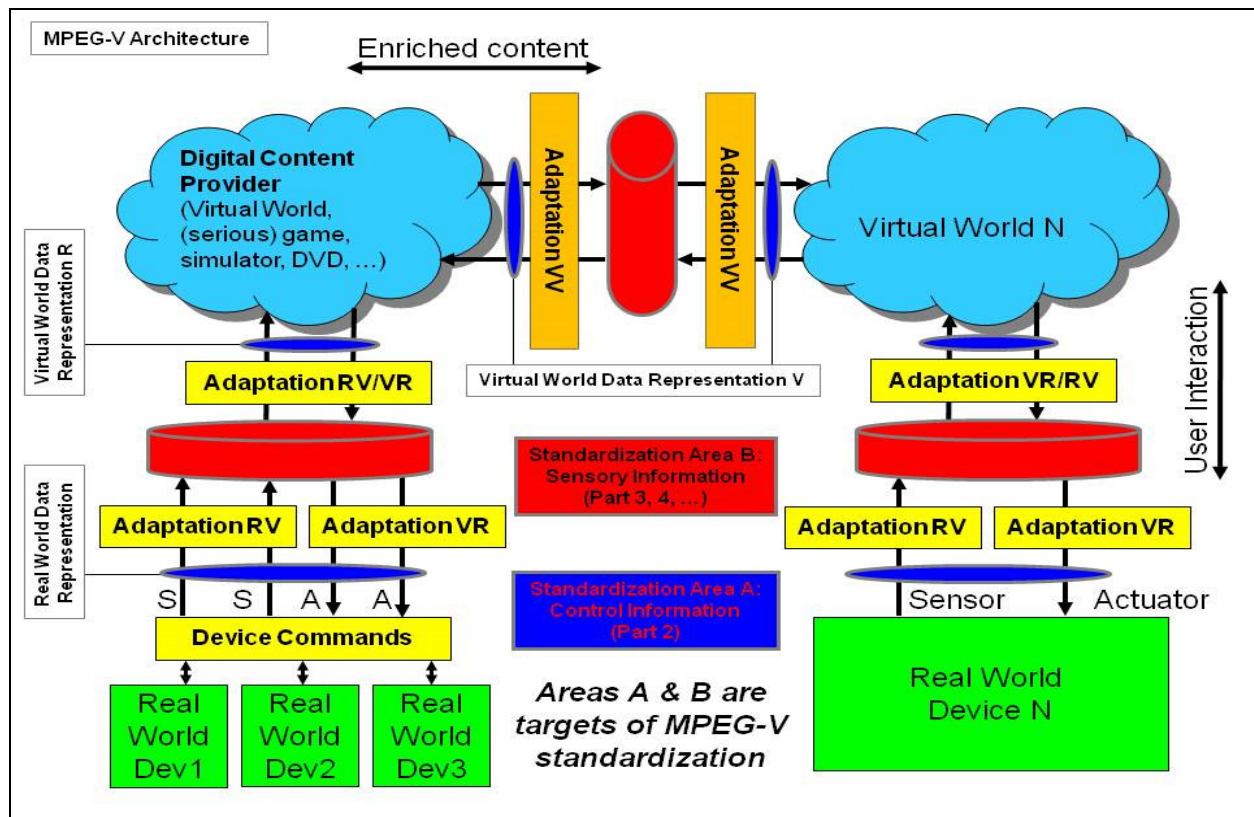 MPEG-V Architecture
Enriched content
Digital Content
Provider
(Virtual World,
(serious) game,
simulator, DVD, …)
Adaptation VV
Adaptation VV
Virtual World N
Virtual World Data
Representation R
Adaptation RV/VR
Virtual World Data Representation V
Adaptation VR/RV
User Interaction
Standardization Area B:
Sensory Information
(Part 3, 4, …)
Real World Data
Representation
Adaptation RV
Adaptation VR
Adaptation RV
Adaptation VR
Standardization Area A:
Control Information
(Part 2)
S
S
A
A
Sensor
Actuator
Device Commands
Real
World
Dev1
Real
World
Dev2
Real
World
Dev3
Areas A & B are
targets of MPEG-V
standardization
Real World
Device N